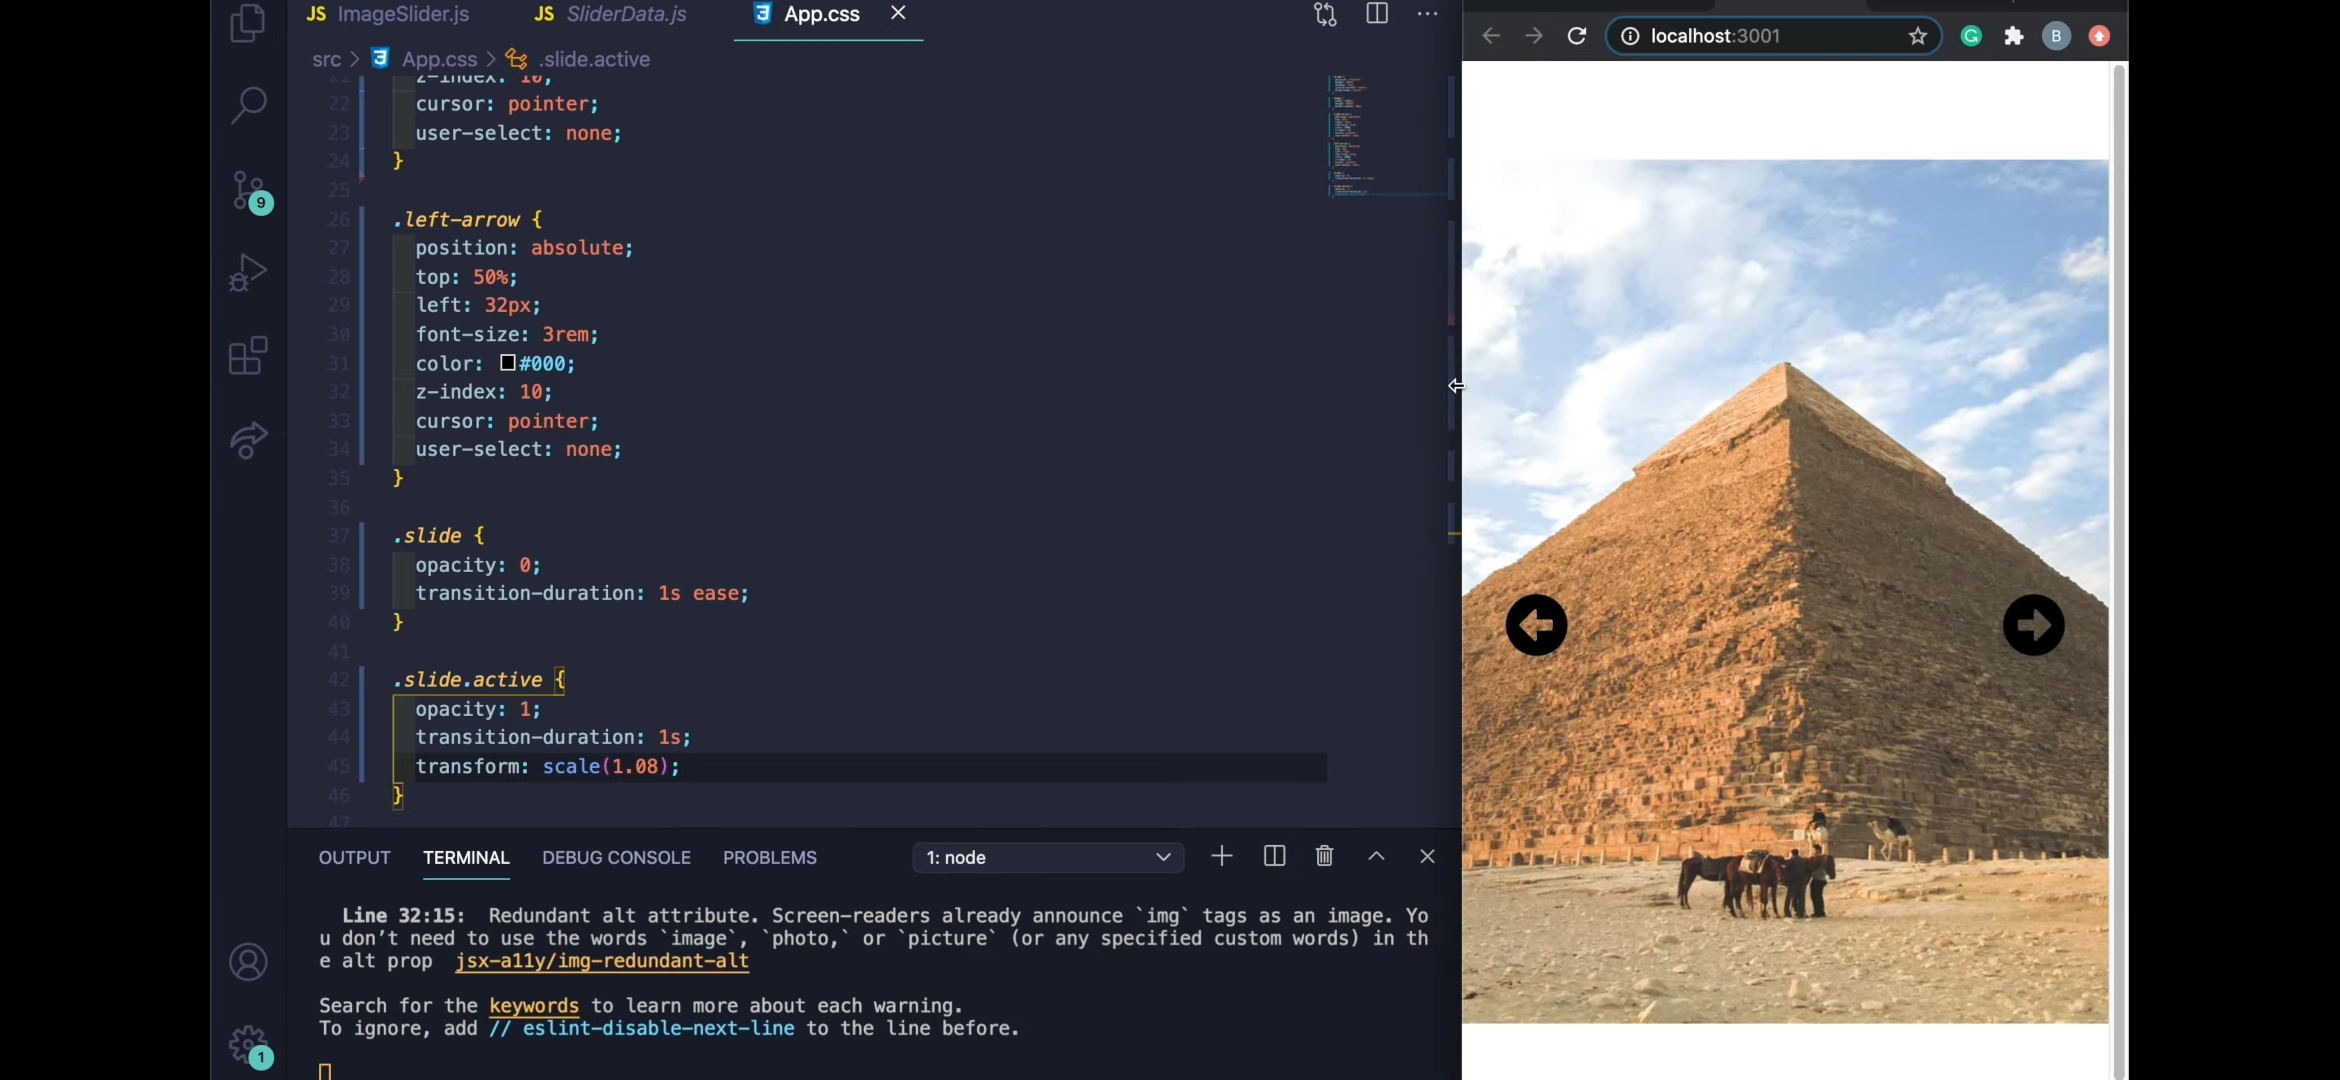 JS ImageSlider.js JS SliderData.js App.css
src > App.css > .slide.active
21 z-index: 10;
22 cursor: pointer;
23 user-select: none;
24 }
25
26 .left-arrow {
27 position: absolute;
28 top: 50%;
29 left: 32px;
30 font-size: 3rem;
31 color: #000;
32 z-index: 10;
33 cursor: pointer;
34 user-select: none;
35 }
36
37 .slide {
38 opacity: 0;
39 transition-duration: 1s ease;
40 }
41
42 .slide.active {
43 opacity: 1;
44 transition-duration: 1s;
45 transform: scale(1.08);
46 }
47
9
1
OUTPUT TERMINAL DEBUG CONSOLE PROBLEMS 1: node
Line 32:15: Redundant alt attribute. Screen-readers already announce `img` tags as an image. Yo
u don't need to use the words `image`, `photo,` or `picture` (or any specified custom words) in th
e alt prop jsx-a11y/img-redundant-alt
Search for the keywords to learn more about each warning.
To ignore, add // eslint-disable-next-line to the line before.
localhost:3001
B